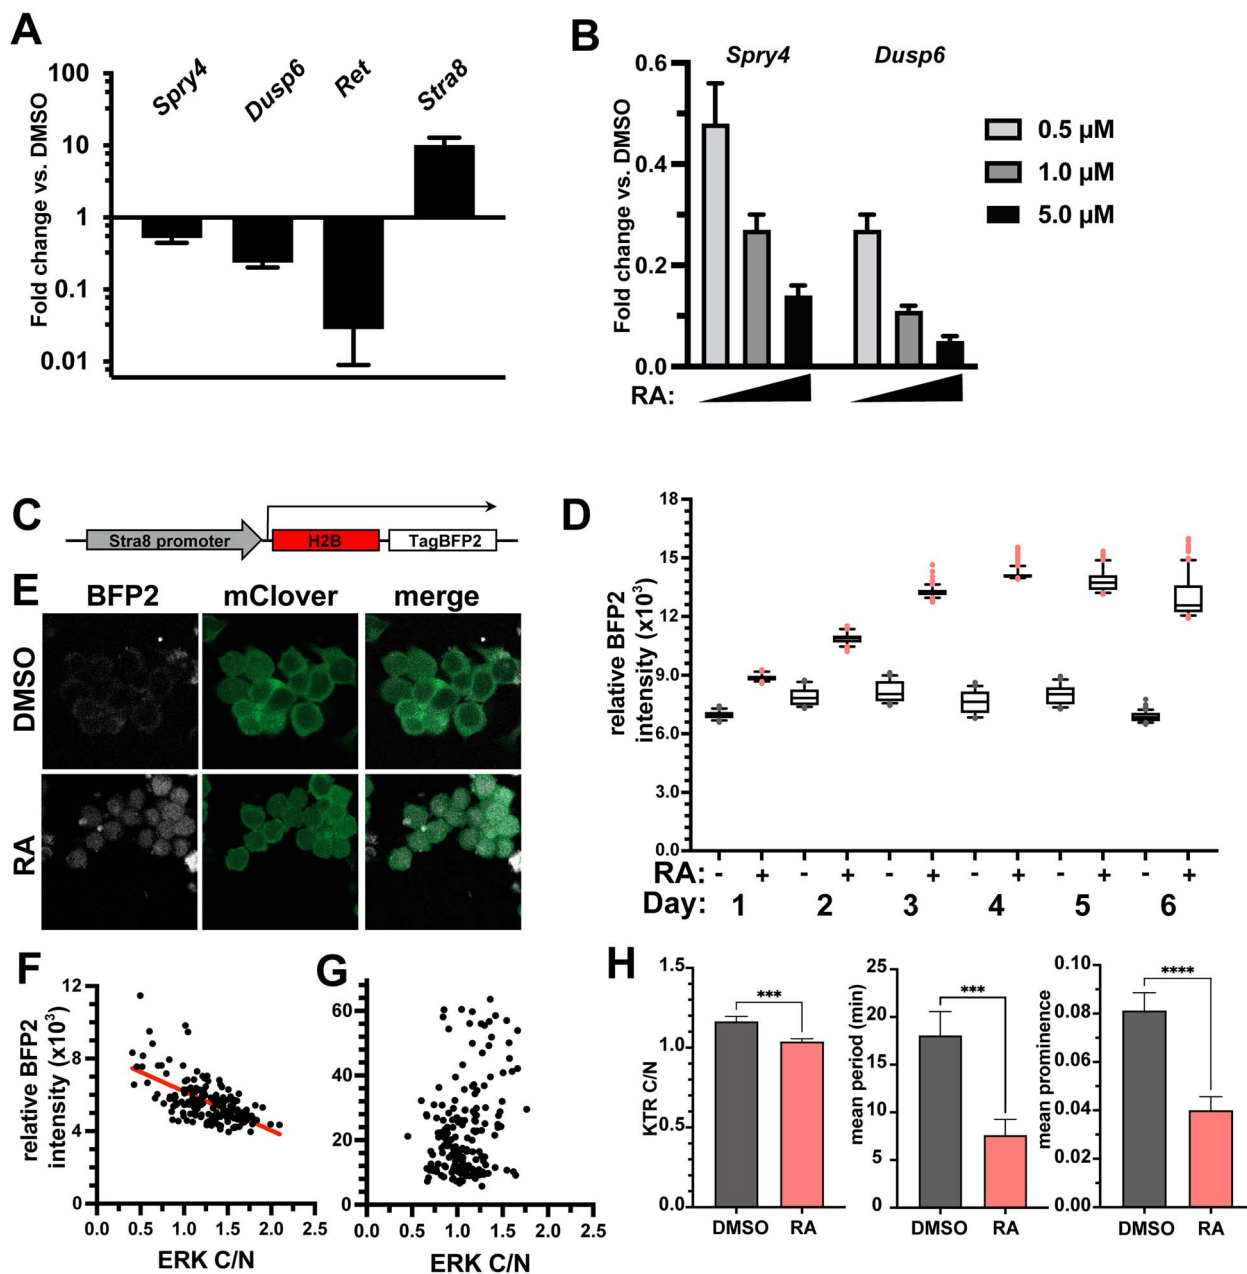 A
Spry4
Dusp6
Ret
Stra8
Fold change vs. DMSO
100
10
1
0.1
0.01
B
Spry4
Dusp6
Fold change vs. DMSO
0.6
0.4
0.2
0.0
RA:
0.5 µM
1.0 µM
5.0 µM
C
Stra8 promoter
H2B
TagBFP2
D
relative BFP2
intensity (x10³)
18
15
12
9.0
6.0
3.0
0.0
RA: - + - + - + - + - + - +
Day: 1 2 3 4 5 6
E
BFP2 mClover merge
DMSO
RA
F
relative BFP2
intensity (x10³)
12
8
4
0
0.0 0.5 1.0 1.5 2.0 2.5
ERK C/N
G
60
40
20
0
0.0 0.5 1.0 1.5 2.0 2.5
ERK C/N
H
KTR C/N
1.5
1.0
0.5
0.0
***
DMSO RA
mean period (min)
25
20
15
10
5
0
***
DMSO RA
mean prominence
0.10
0.08
0.06
0.04
0.02
0.00
****
DMSO RA